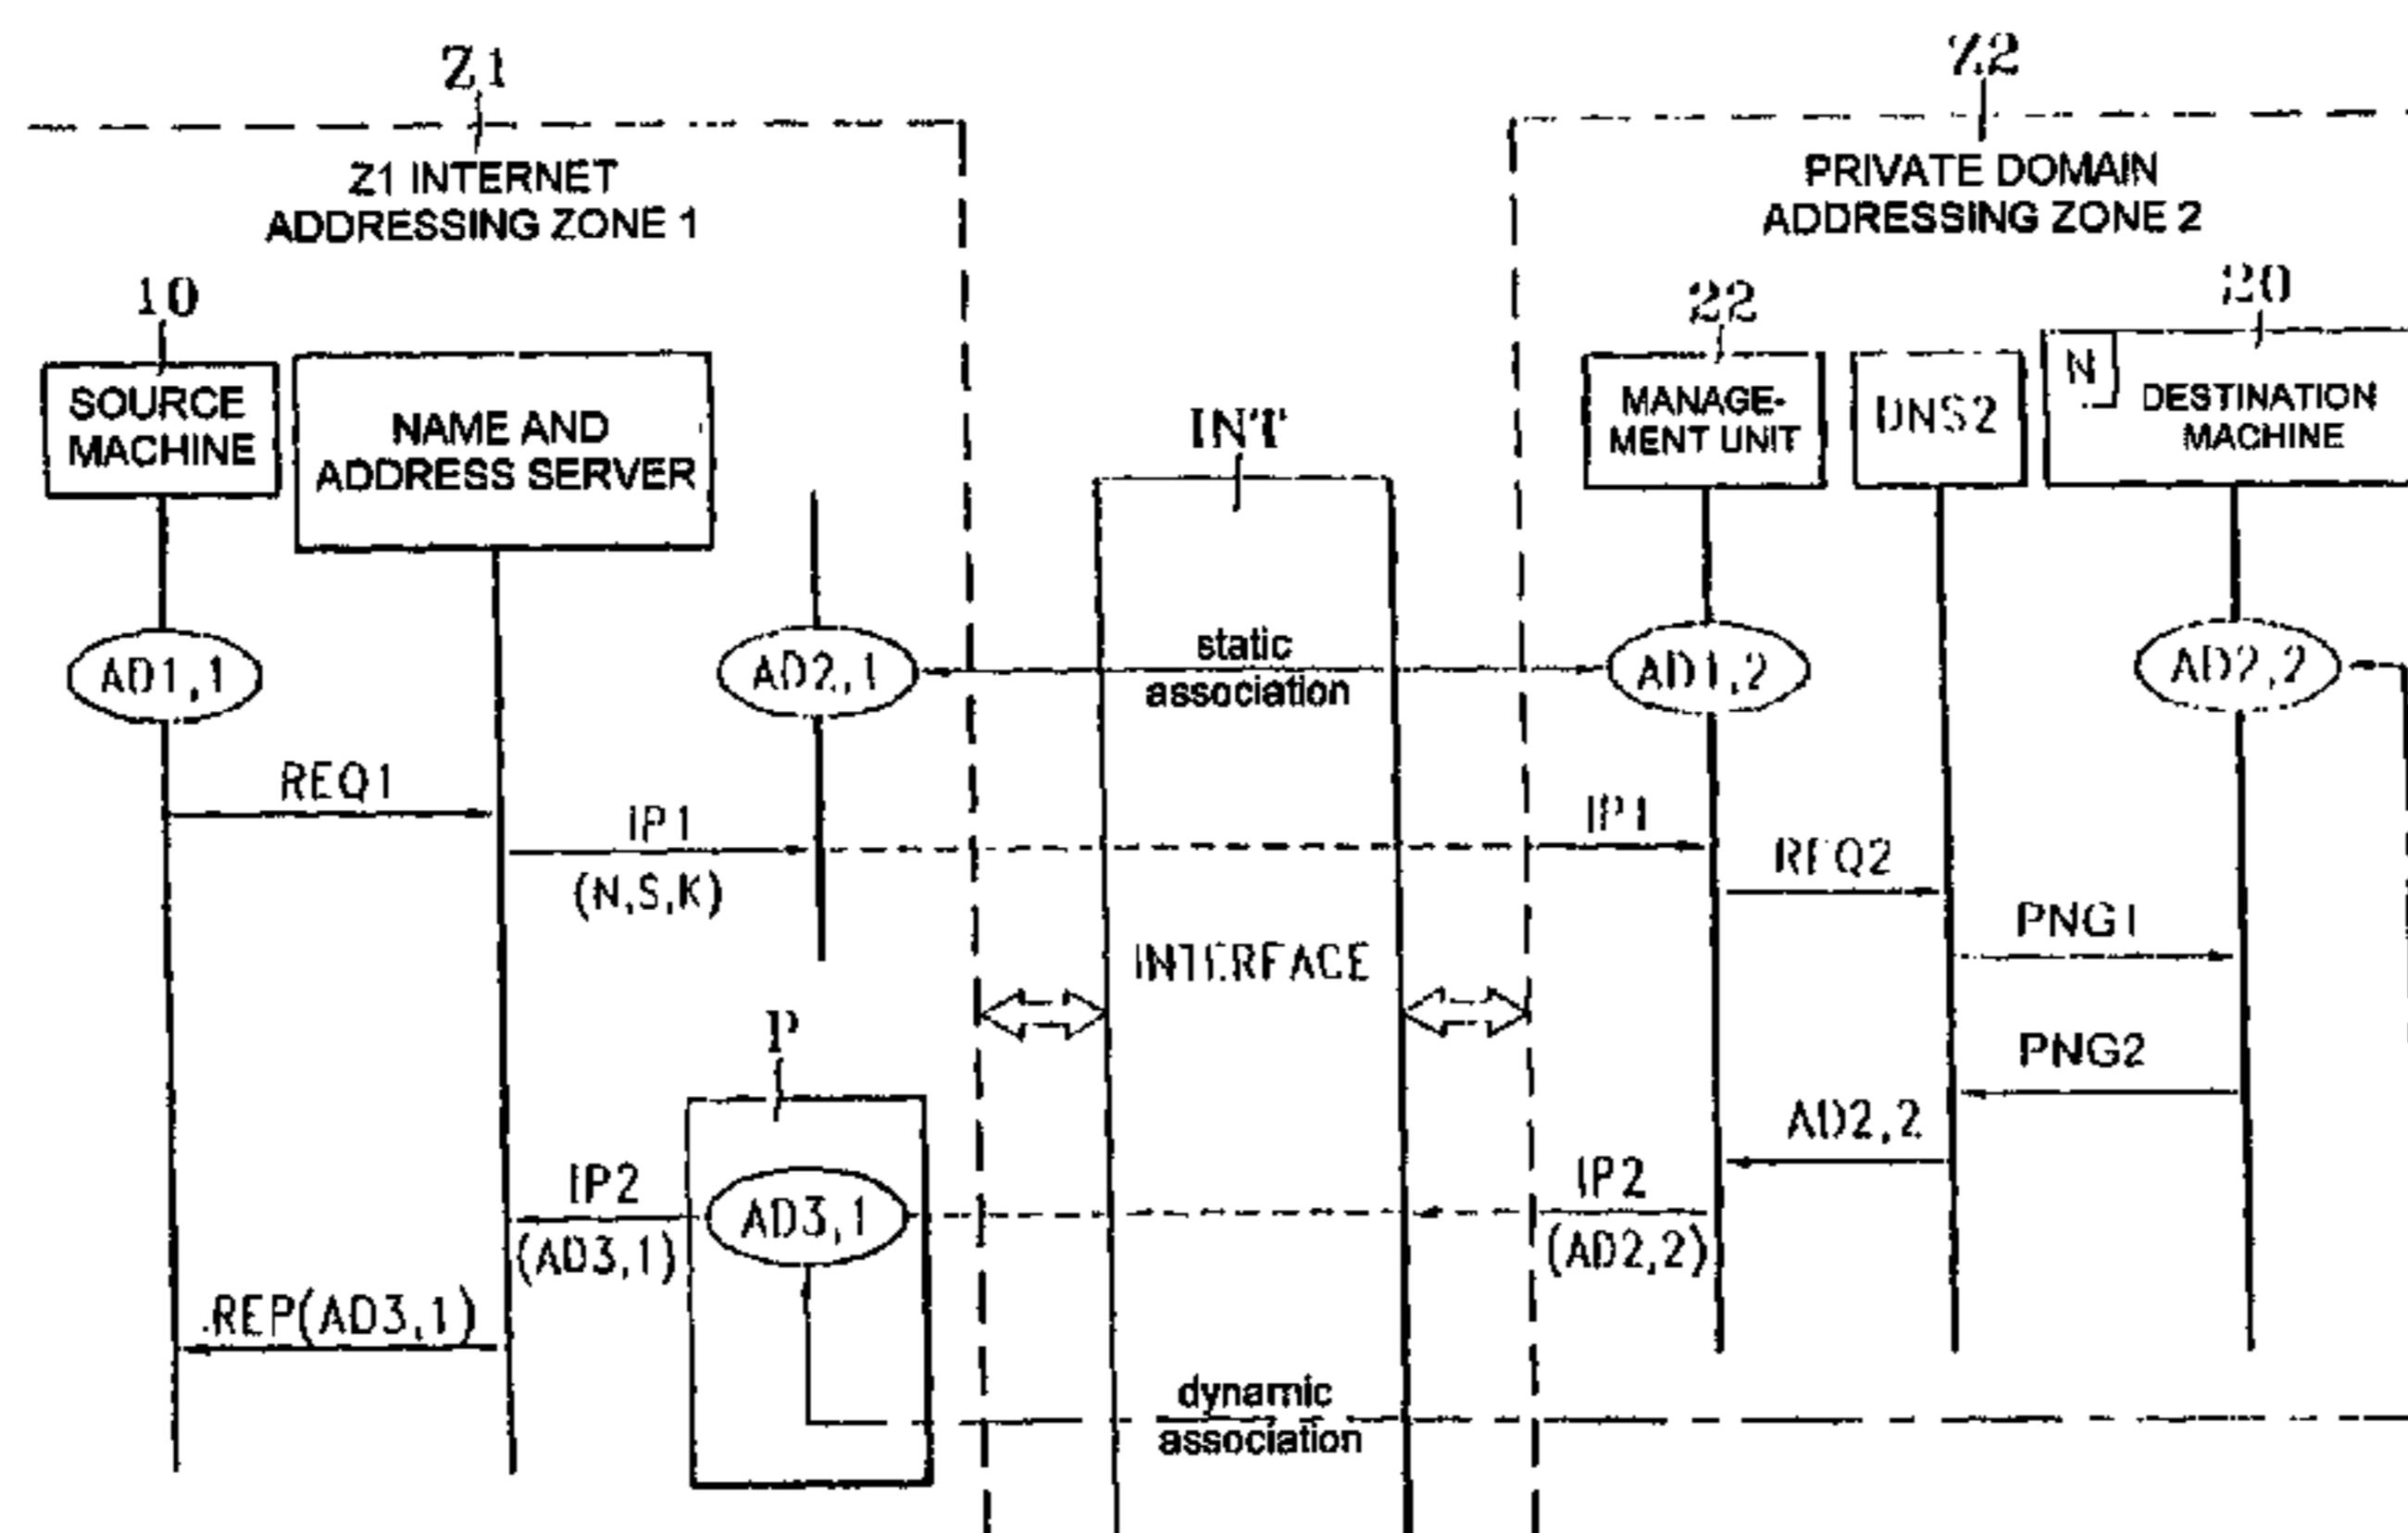 Z1
Z2
Z1 INTERNET
ADDRESSING ZONE 1
PRIVATE DOMAIN
ADDRESSING ZONE 2
10
22
20
SOURCE
MACHINE
NAME AND
ADDRESS SERVER
INT
MANAGE-
MENT UNIT
DNS2
N
DESTINATION
MACHINE
AD1,1
AD2,1
static
association
AD1,2
AD2,2
REQ1
IP1
(N,S,K)
IP1
REQ2
PNG1
INTERFACE
PNG2
P
AD2,2
IP2
(AD3,1)
AD3,1
IP2
(AD2,2)
REP(AD3,1)
dynamic
association